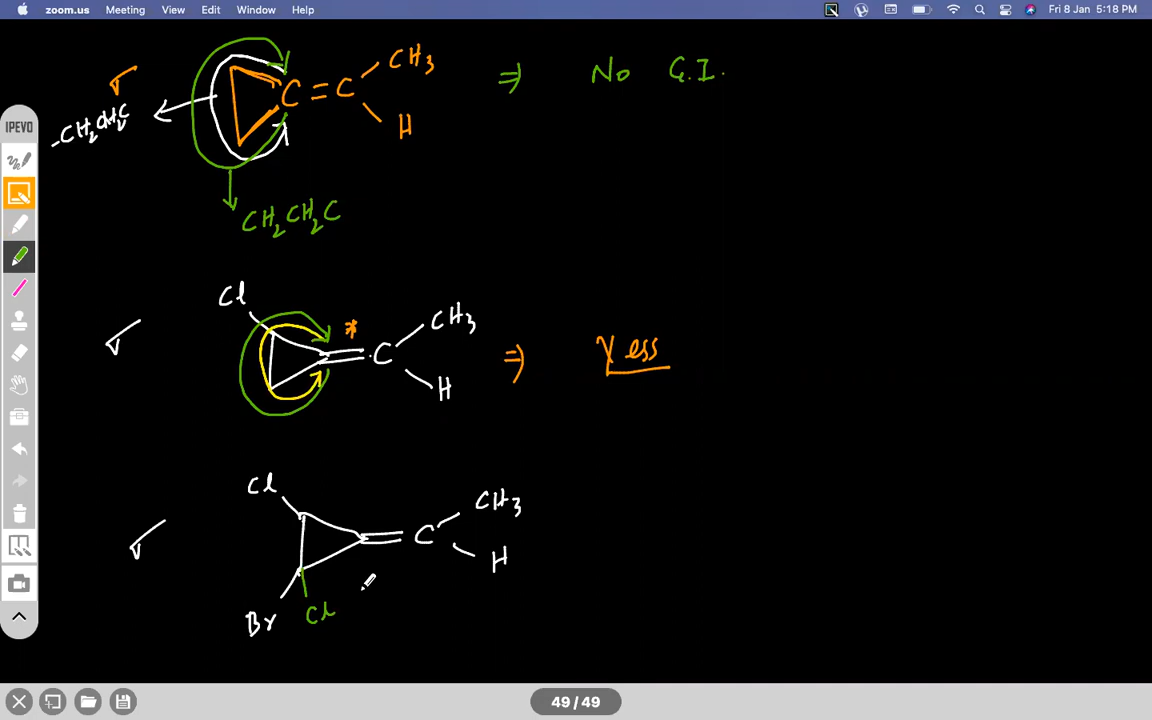 zoom.us Meeting View Edit Window Help Fri 8 Jan 5:18 PM
IPEVO
CH3
C = C
H
⇒ No G.I.
-CH2CH2C
CH2CH2C
Cl
*
CH3
C
H
⇒ Yess
Cl
CH3
C
H
Br Cl
49 / 49